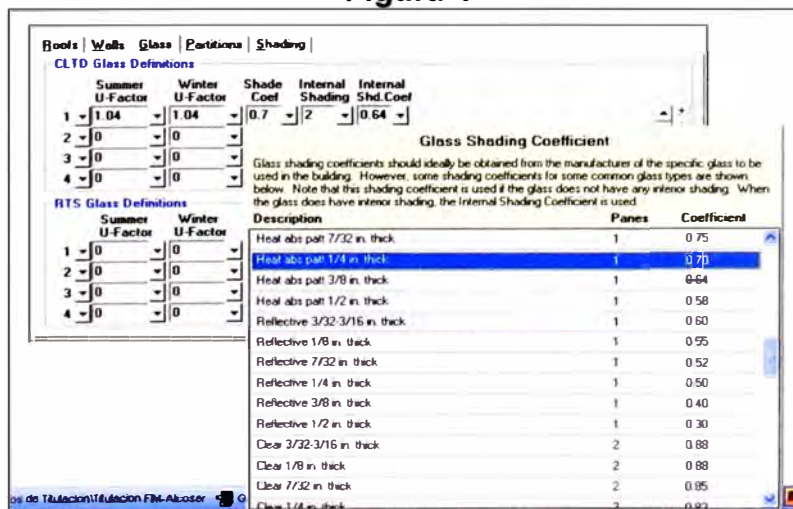 Roofs | Walls Glass | Partitions | Shading |
CLTD Glass Definitions
Summer U-Factor Winter U-Factor Shade Coef Internal Shading Internal Shd.Coef
1 1.04 1.04 0.7 2 0.64
2 0 0
3 0 0
4 0 0
RTS Glass Definitions
Summer U-Factor Winter U-Factor
1 0 0
2 0 0
3 0 0
4 0 0
Glass Shading Coefficient
Glass shading coefficients should ideally be obtained from the manufacturer of the specific glass to be
used in the building. However, some shading coefficients for some common glass types are shown
below. Note that this shading coefficient is used if the glass does not have any interior shading. When
the glass does have interior shading, the Internal Shading Coefficient is used.
Description Panes Coefficient
Heat abs patt 7/32 in. thick 1 0.75
Heat abs patt 1/4 in. thick 1 0.70
Heat abs patt 3/8 in. thick 1 0.64
Heat abs patt 1/2 in. thick 1 0.58
Reflective 3/32-3/16 in. thick 1 0.60
Reflective 1/8 in. thick 1 0.55
Reflective 7/32 in. thick 1 0.52
Reflective 1/4 in. thick 1 0.50
Reflective 3/8 in. thick 1 0.40
Reflective 1/2 in. thick 1 0.30
Clear 3/32-3/16 in. thick 2 0.88
Clear 1/8 in. thick 2 0.88
Clear 7/32 in. thick 2 0.85
Clear 1/4 in. thick
os de Titulacion\Titulacion FIM-Alcoser G